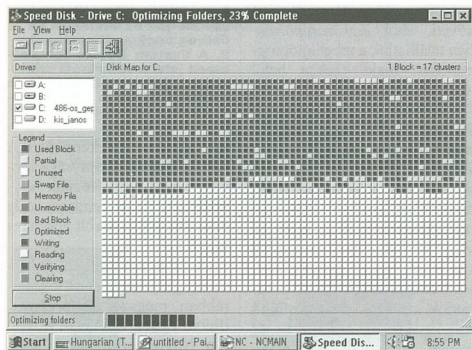 Speed Disk - Drive C: Optimizing Folders, 23% Complete
File View Help
Drives
A:
B:
C: 486-os_gep
D: kis_janos
Legend
Used Block
Partial
Unused
Swap File
Memory File
Unmovable
Bad Block
Optimized
Writing
Reading
Verifying
Clearing
Stop
Disk Map for C:
1 Block = 17 clusters
Optimizing folders
Start
Hungarian (T...
untitled - Pai...
NC - NCMAIN
Speed Dis...
8:55 PM